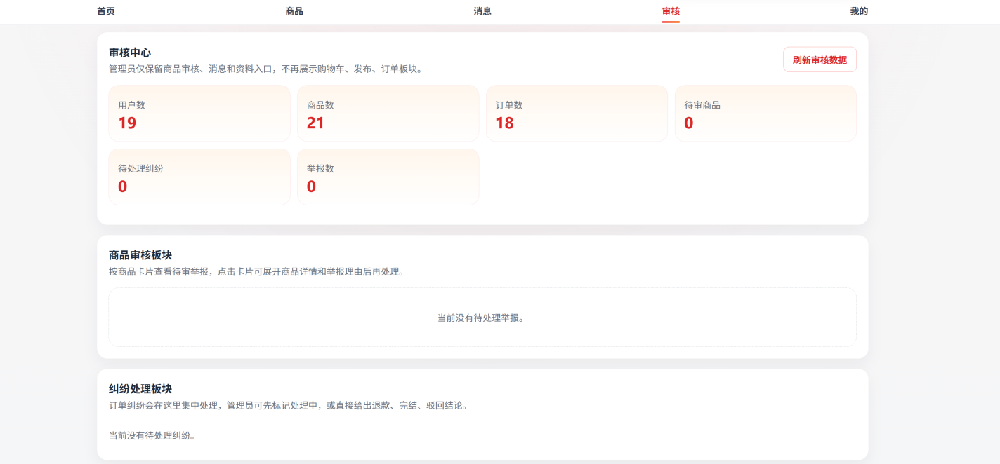 首页
商品
消息
审核
我的
审核中心
管理员仅保留商品审核、消息和资料入口，不再展示购物车、发布、订单板块。
刷新审核数据
用户数
19
商品数
21
订单数
18
待审商品
0
待处理纠纷
0
举报数
0
商品审核板块
按商品卡片查看待审举报，点击卡片可展开商品详情和举报理由后再处理。
当前没有待处理举报。
纠纷处理板块
订单纠纷会在这里集中处理，管理员可先标记处理中，或直接给出退款、完结、驳回结论。
当前没有待处理纠纷。